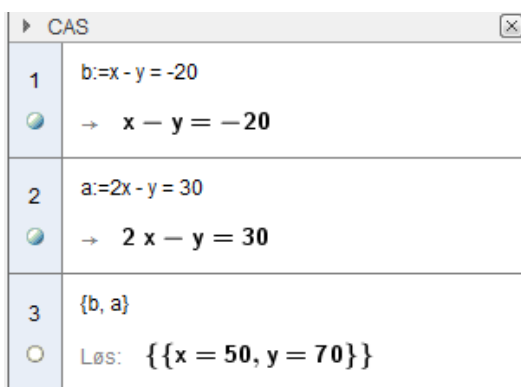 CAS
1
b:=x - y = -20
→ x − y = −20
2
a:=2x - y = 30
→ 2 x − y = 30
3
{b, a}
Løs: {{x = 50, y = 70}}